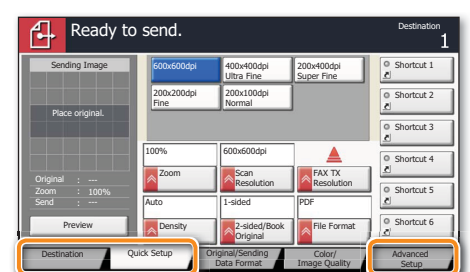 Ready to send.
Destination
1
Sending Image
Place original.
Original : ---
Zoom : 100%
Send : ---
Preview
600x600dpi
400x400dpi
Ultra Fine
200x400dpi
Super Fine
200x200dpi
Fine
200x100dpi
Normal
100%
Zoom
600x600dpi
Scan
Resolution
FAX TX
Resolution
Auto
Density
1-sided
2-sided/Book
Original
PDF
File Format
Shortcut 1
Shortcut 2
Shortcut 3
Shortcut 4
Shortcut 5
Shortcut 6
Destination
Quick Setup
Original/Sending
Data Format
Color/
Image Quality
Advanced
Setup